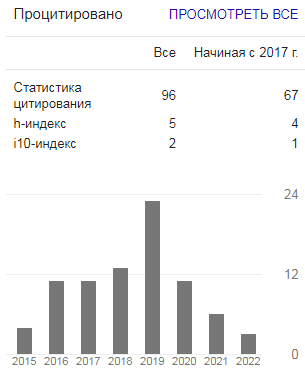 Процитировано ПРОСМОТРЕТЬ ВСЕ
Все Начиная с 2017 г.
Статистика
цитирования 96 67
h-индекс 5 4
i10-индекс 2 1
24
12
0
2015 2016 2017 2018 2019 2020 2021 2022